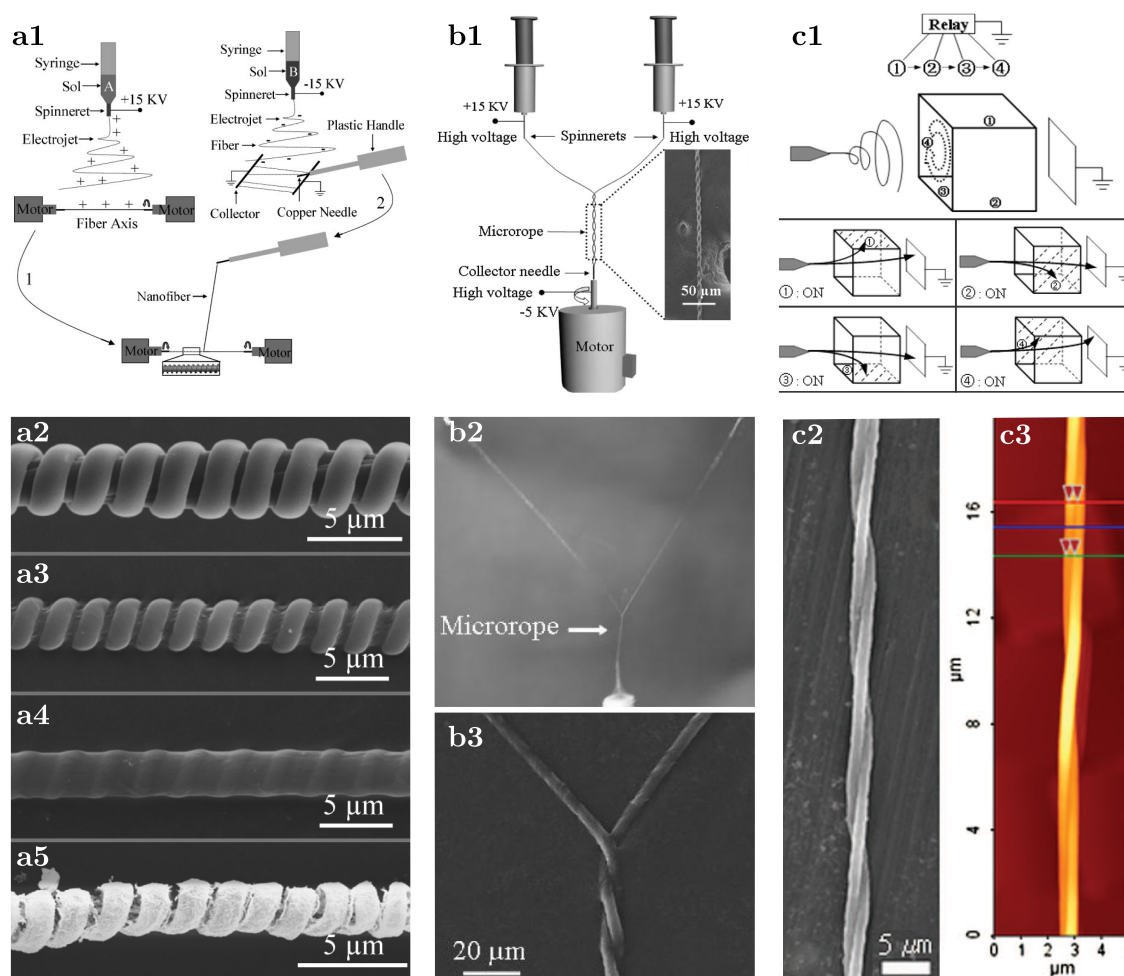 a1
Syringe
Sol
A
+15 KV
Spinneret
Electrojet
Motor
Motor
Fiber Axis
Syringe
Sol
B
-15 KV
Spinneret
Electrojet
Fiber
Plastic Handle
Collector
Copper Needle
2
1
Nanofiber
Motor
Motor
b1
+15 KV
+15 KV
High voltage
Spinnerets
High voltage
Microrope
Collector needle
High voltage
-5 KV
Motor
50 μm
c1
Relay
① ② ③ ④
①
④
③
②
①
① : ON
②
② : ON
③
③ : ON
④
④ : ON
a2
5 μm
a3
5 μm
a4
5 μm
a5
5 μm
b2
Microrope
b3
20 μm
c2
5 μm
c3
16
12
μm
8
4
0
0
3
μm